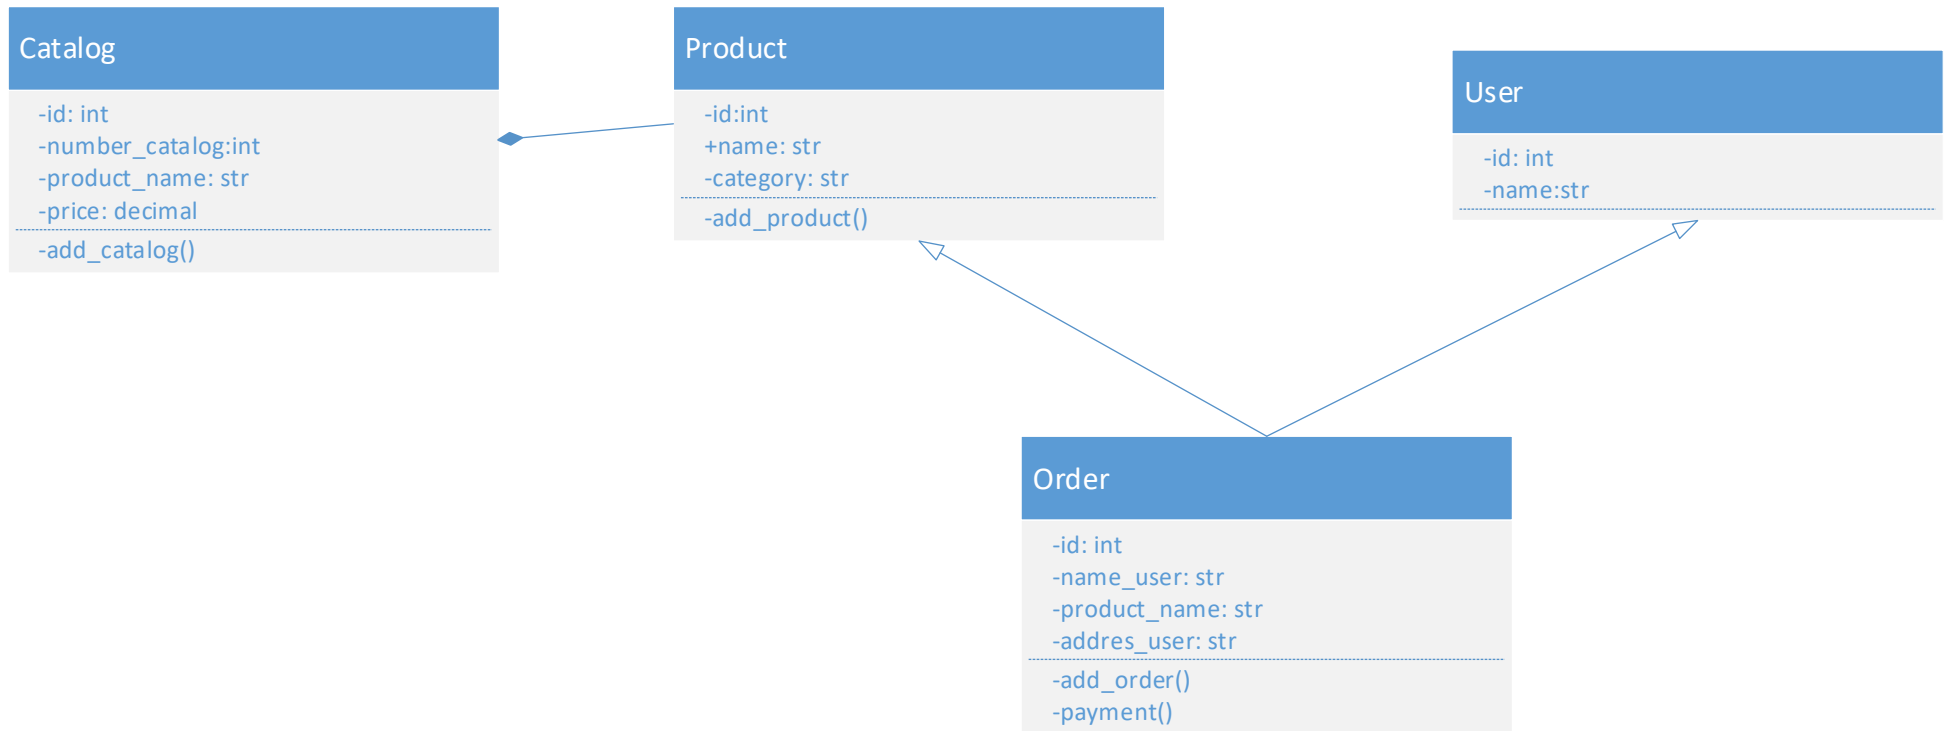 Catalog
-id: int
-number_catalog:int
-product_name: str
-price: decimal
-add_catalog()
Product
-id:int
+name: str
-category: str
-add_product()
User
-id: int
-name:str
Order
-id: int
-name_user: str
-product_name: str
-addres_user: str
-add_order()
-payment()